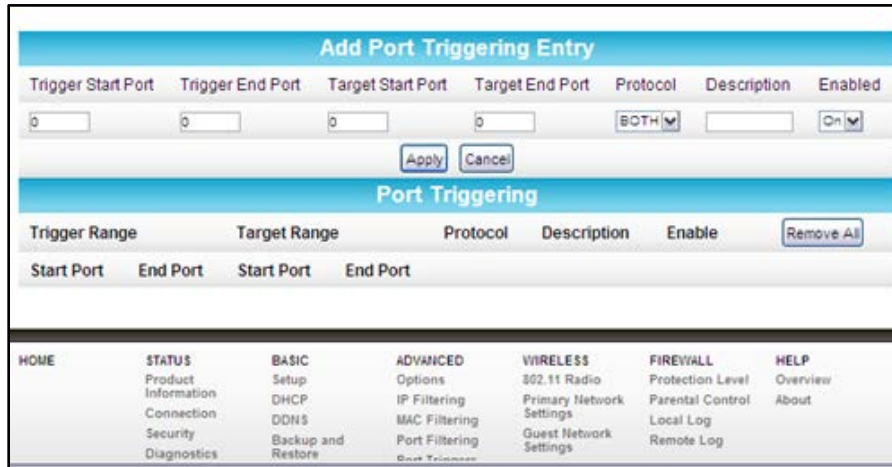 Add Port Triggering Entry
Trigger Start Port Trigger End Port Target Start Port Target End Port Protocol Description Enabled
0 0 0 0 BOTH On
Apply Cancel
Port Triggering
Trigger Range Target Range Protocol Description Enable Remove All
Start Port End Port Start Port End Port
HOME STATUS BASIC ADVANCED WIRELESS FIREWALL HELP
Product Information Setup Options 802.11 Radio Protection Level Overview
Connection DHCP IP Filtering Primary Network Settings Parental Control About
Security DDNS MAC Filtering Guest Network Settings Local Log
Diagnostics Backup and Restore Port Filtering Remote Log
Port Triggers